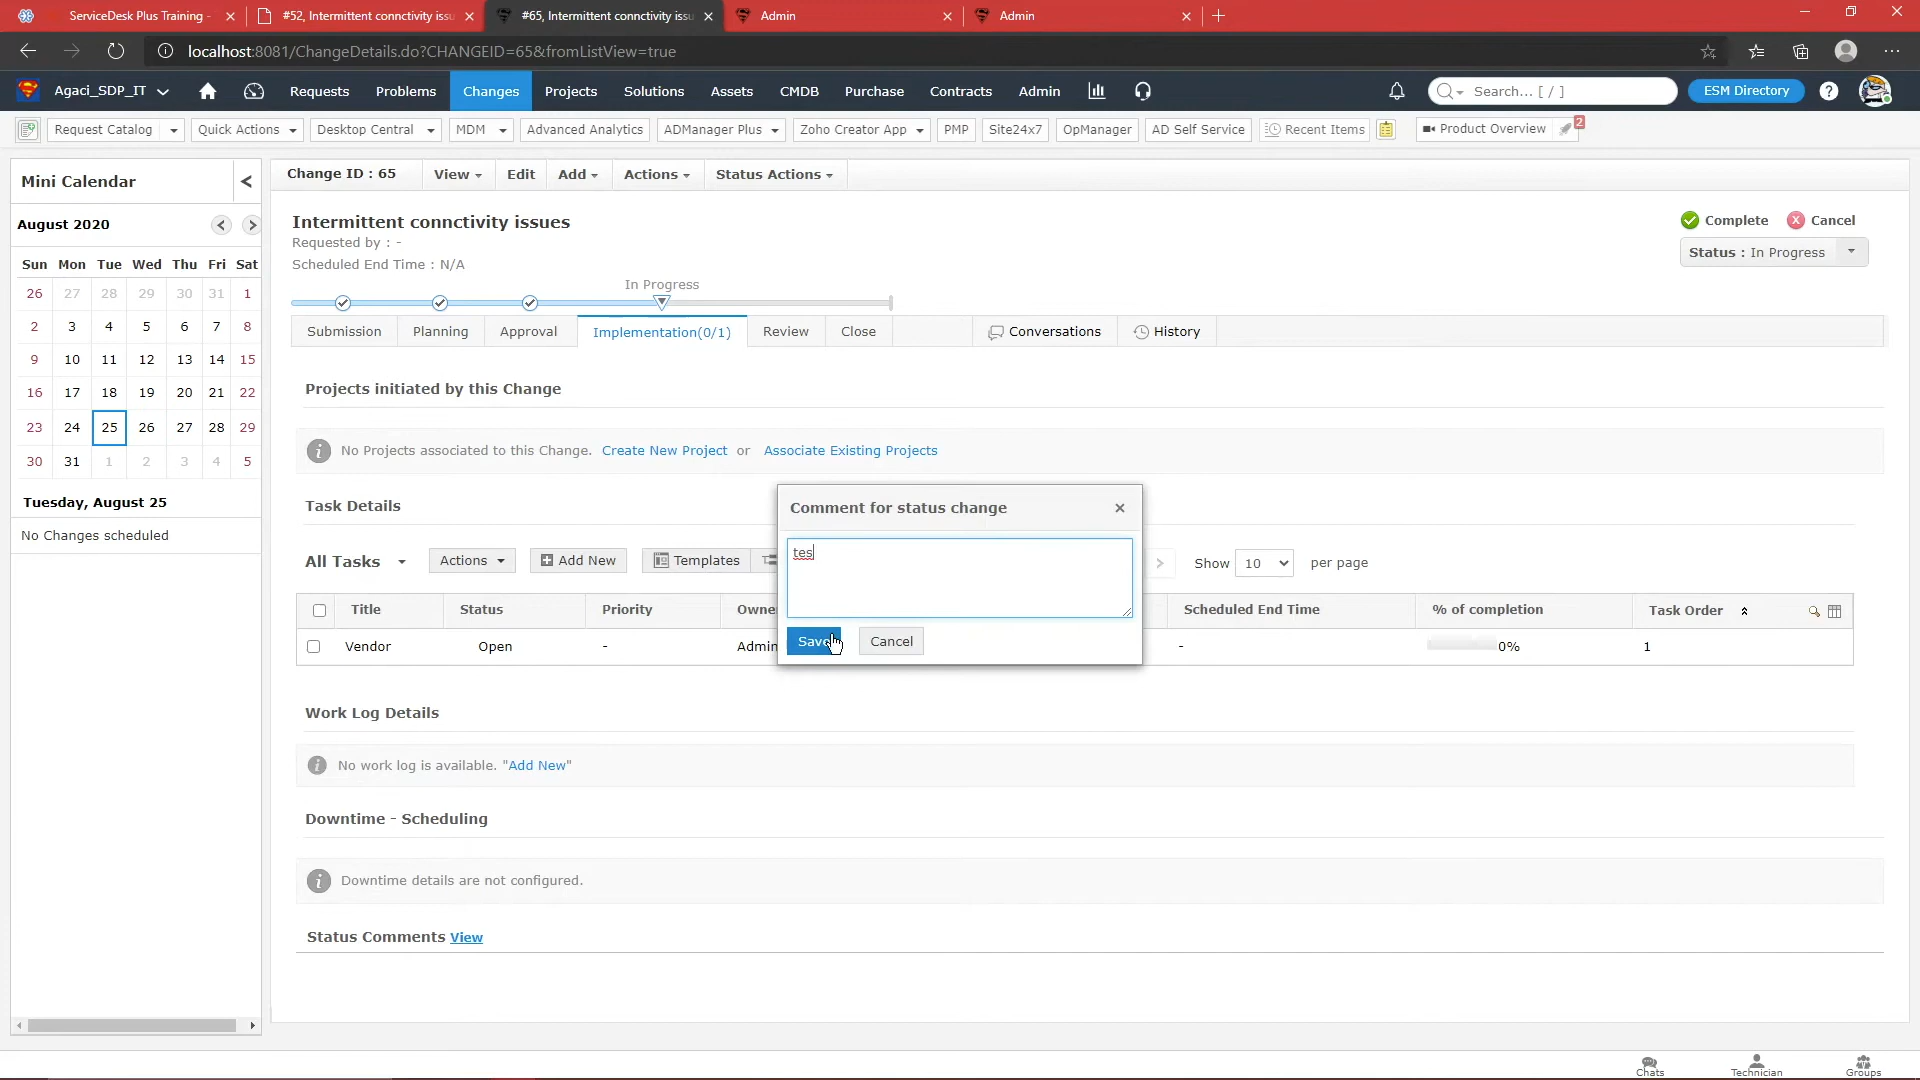 ServiceDesk Plus Training -
#52, Intermittent connctivity issu
#65, Intermittent connctivity issu
Admin
Admin
localhost:8081/ChangeDetails.do?CHANGEID=65&fromListView=true
Agaci_SDP_IT
Requests
Problems
Changes
Projects
Solutions
Assets
CMDB
Purchase
Contracts
Admin
Search... [ / ]
ESM Directory
Request Catalog
Quick Actions
Desktop Central
MDM
Advanced Analytics
ADManager Plus
Zoho Creator App
PMP
Site24x7
OpManager
AD Self Service
Recent Items
Product Overview
2
Mini Calendar
August 2020
Sun Mon Tue Wed Thu Fri Sat
26 27 28 29 30 31 1
2 3 4 5 6 7 8
9 10 11 12 13 14 15
16 17 18 19 20 21 22
23 24 25 26 27 28 29
30 31 1 2 3 4 5
Tuesday, August 25
No Changes scheduled
Change ID : 65
View
Edit
Add
Actions
Status Actions
Intermittent connctivity issues
Requested by : -
Scheduled End Time : N/A
Complete
Cancel
Status : In Progress
In Progress
Submission
Planning
Approval
Implementation(0/1)
Review
Close
Conversations
History
Projects initiated by this Change
No Projects associated to this Change. Create New Project or Associate Existing Projects
Task Details
All Tasks
Actions
Add New
Templates
Show 10 per page
Title
Status
Priority
Owne
Scheduled End Time
% of completion
Task Order
Vendor
Open
-
Admin
-
0%
1
Comment for status change
tes
Save
Cancel
Work Log Details
No work log is available. "Add New"
Downtime - Scheduling
Downtime details are not configured.
Status Comments View
Chats
Technician
Groups